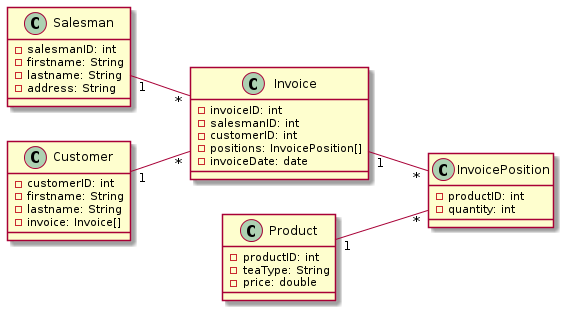 C Salesman
salesmanID: int
firstname: String
lastname: String
address: String
1
*
C Invoice
invoiceID: int
salesmanID: int
customerID: int
positions: InvoicePosition[]
invoiceDate: date
C Customer
customerID: int
firstname: String
lastname: String
invoice: Invoice[]
1
*
1
*
C InvoicePosition
productID: int
quantity: int
C Product
productID: int
teaType: String
price: double
1
*